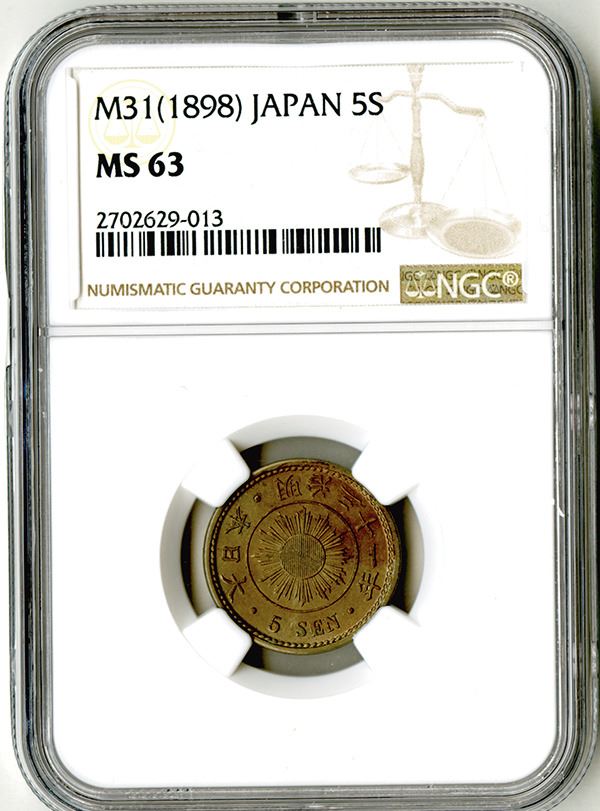 M31(1898) JAPAN 5S
MS 63
2702629-013
NUMISMATIC GUARANTY CORPORATION
NGC®
大日本・明治三十一年・
5 SEN